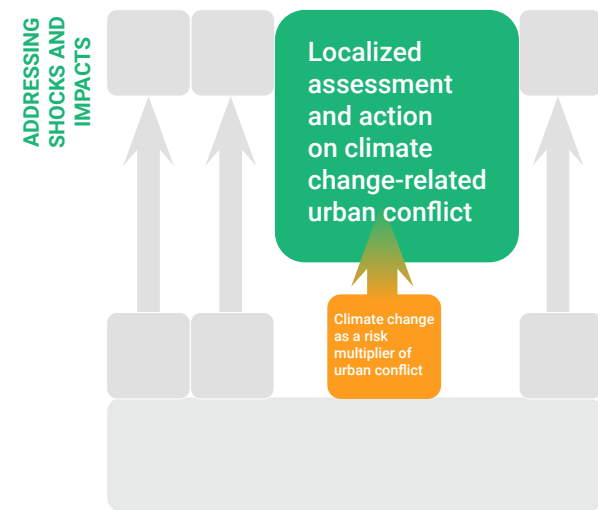 ADDRESSING
SHOCKS AND
IMPACTS
Localized
assessment
and action
on climate
change-related
urban conflict
Climate change
as a risk
multiplier of
urban conflict